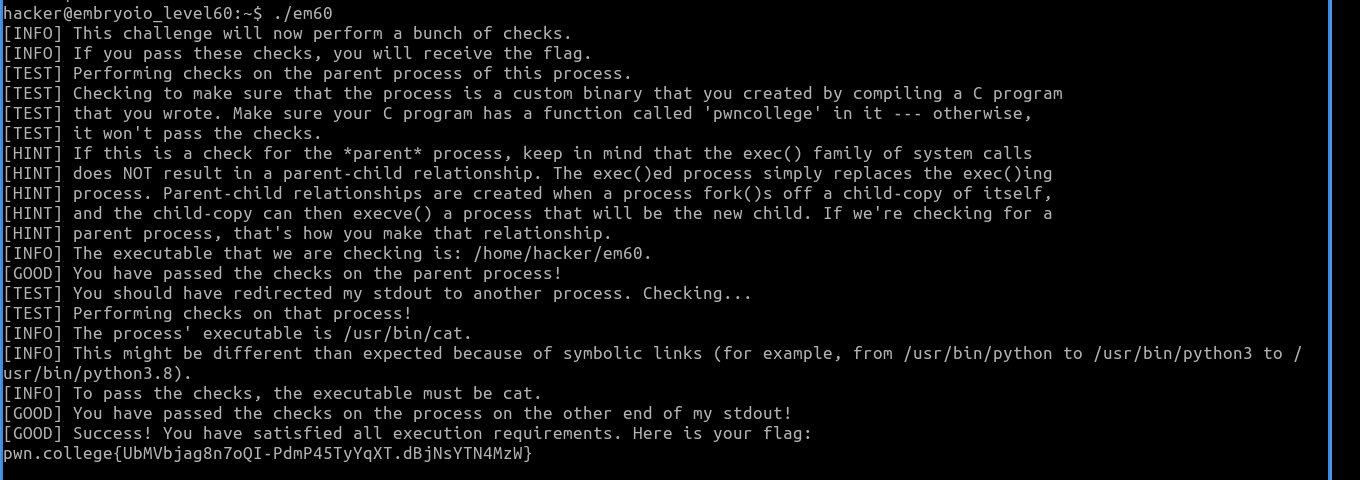 hacker@embryoio_level60:~$ ./em60
[INFO] This challenge will now perform a bunch of checks.
[INFO] If you pass these checks, you will receive the flag.
[TEST] Performing checks on the parent process of this process.
[TEST] Checking to make sure that the process is a custom binary that you created by compiling a C program
[TEST] that you wrote. Make sure your C program has a function called 'pwncollege' in it --- otherwise,
[TEST] it won't pass the checks.
[HINT] If this is a check for the *parent* process, keep in mind that the exec() family of system calls
[HINT] does NOT result in a parent-child relationship. The exec()ed process simply replaces the exec()ing
[HINT] process. Parent-child relationships are created when a process fork()s off a child-copy of itself,
[HINT] and the child-copy can then execve() a process that will be the new child. If we're checking for a
[HINT] parent process, that's how you make that relationship.
[INFO] The executable that we are checking is: /home/hacker/em60.
[GOOD] You have passed the checks on the parent process!
[TEST] You should have redirected my stdout to another process. Checking...
[TEST] Performing checks on that process!
[INFO] The process' executable is /usr/bin/cat.
[INFO] This might be different than expected because of symbolic links (for example, from /usr/bin/python to /usr/bin/python3 to /
usr/bin/python3.8).
[INFO] To pass the checks, the executable must be cat.
[GOOD] You have passed the checks on the process on the other end of my stdout!
[GOOD] Success! You have satisfied all execution requirements. Here is your flag:
pwn.college{UbMVbjag8n7oQI-PdmP45TyYqXT.dBjNsYTN4MzW}